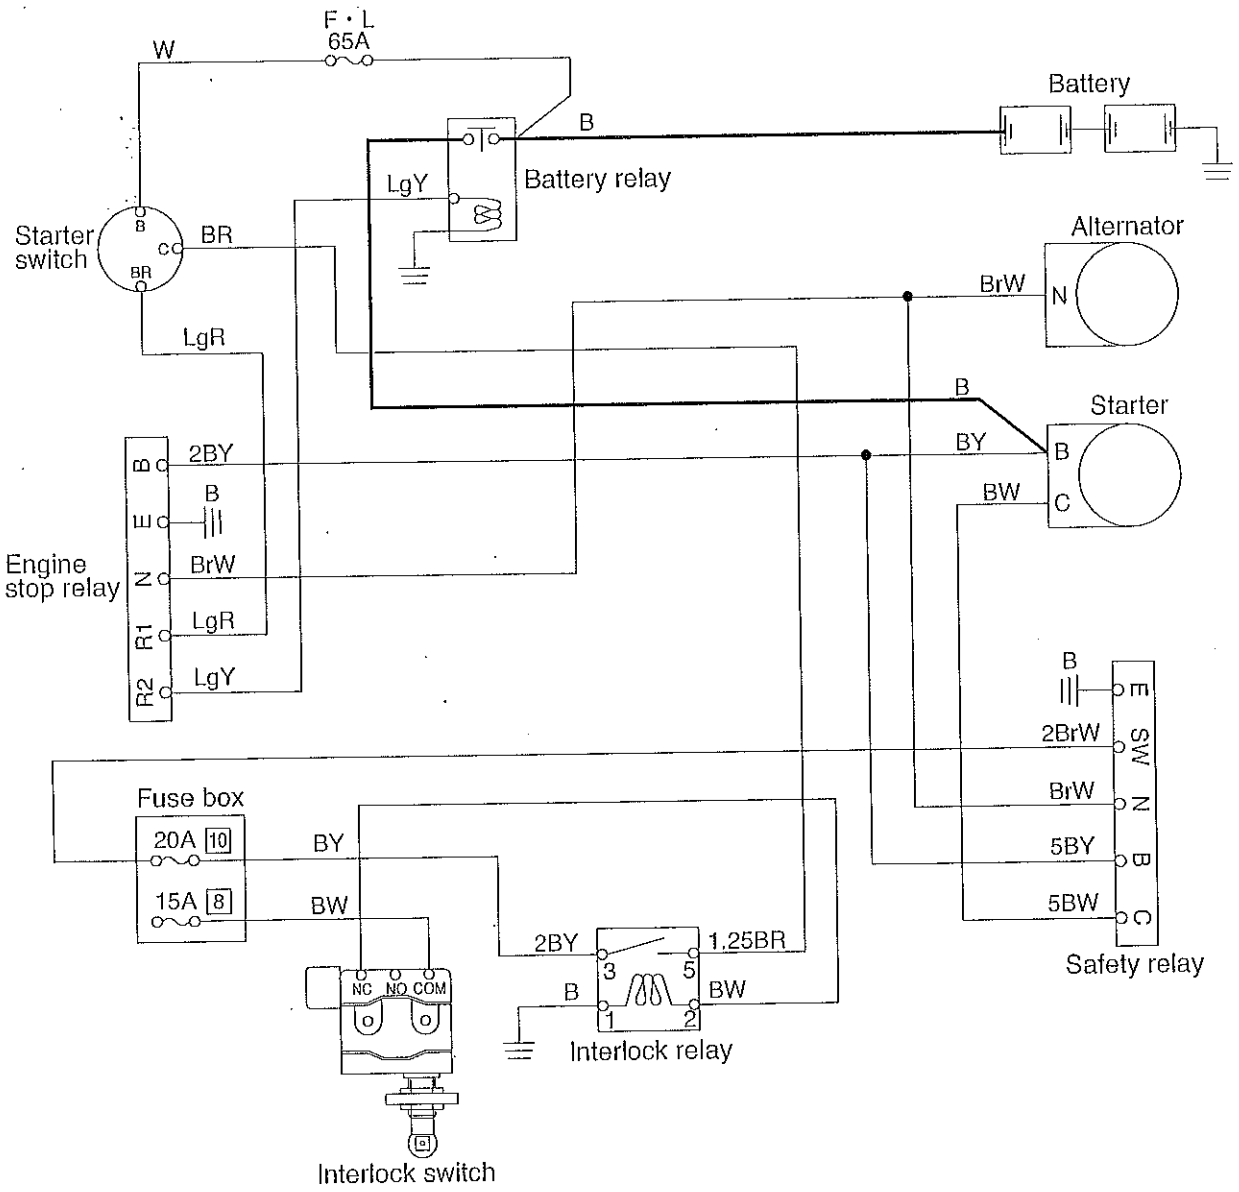 F · L
65A
W
Battery
B
Battery relay
LgY
Starter
switch
B
C
BR
BR
Alternator
BrW
N
LgR
B
Starter
B
2BY
BY
B
E
B
BW
C
Engine
stop relay
N
BrW
R1
LgR
R2
LgY
B
E
2BrW
SW
Fuse box
BrW
N
20A 10
BY
5BY
B
15A 8
BW
5BW
C
2BY
3
5
1.25BR
Safety relay
NC NO COM
B
1
2
BW
Interlock relay
Interlock switch